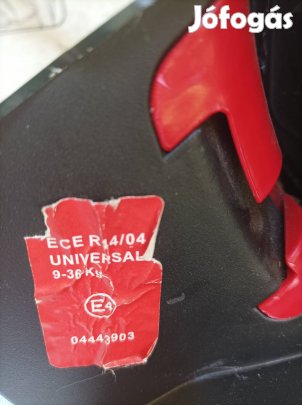 Jófogás
ECE R44/04
UNIVERSAL
9-36 Kg
E4
04443903